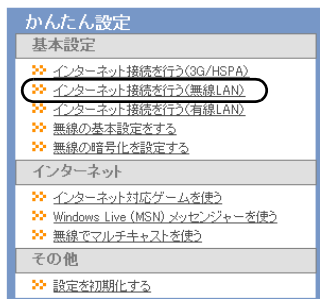 かんたん設定
基本設定
インターネット接続を行う(3G/HSPA)
インターネット接続を行う(無線LAN)
インターネット接続を行う(有線LAN)
無線の基本設定をする
無線の暗号化を設定する
インターネット
インターネット対応ゲームを使う
Windows Live (MSN) メッセンジャーを使う
無線でマルチキャストを使う
その他
設定を初期化する